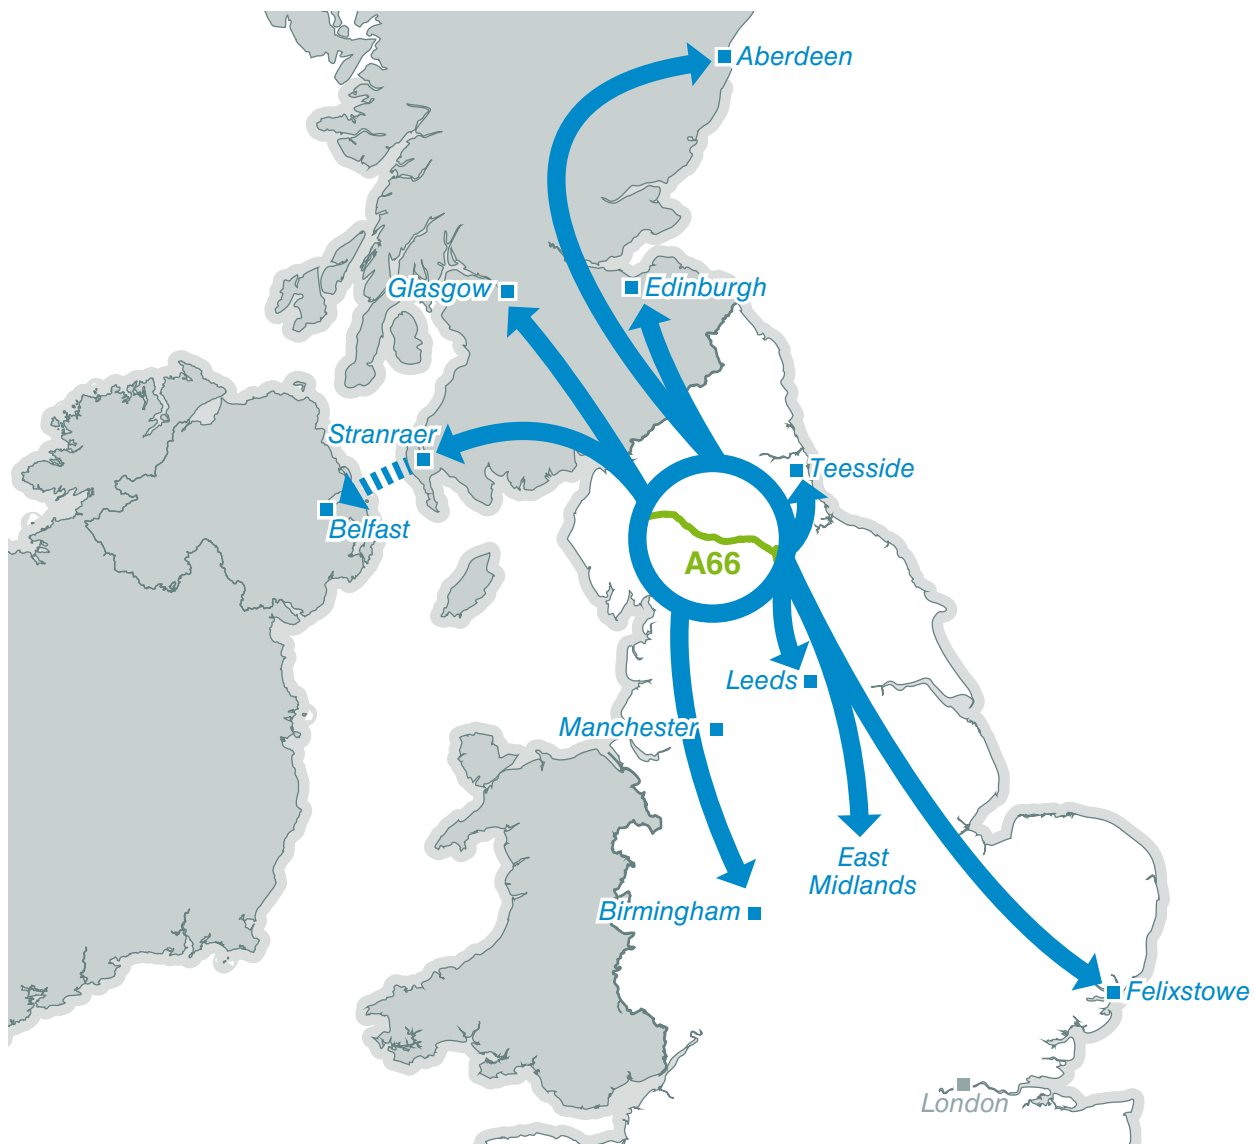 Aberdeen
Glasgow
Edinburgh
Stranraer
Teesside
Belfast
A66
Leeds
Manchester
East
Midlands
Birmingham
Felixstowe
London